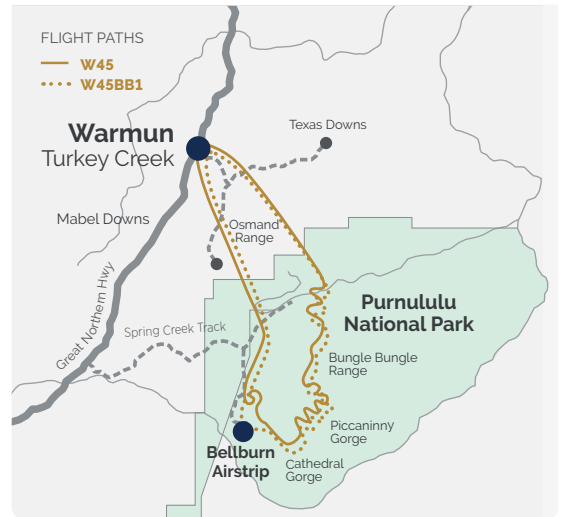 FLIGHT PATHS
W45
W45BB1
Warmun
Turkey Creek
Texas Downs
Mabel Downs
Osmand
Range
Great Northern Hwy
Spring Creek Track
Purnululu
National Park
Bungle Bungle
Range
Piccaninny
Gorge
Bellburn
Airstrip
Cathedral
Gorge